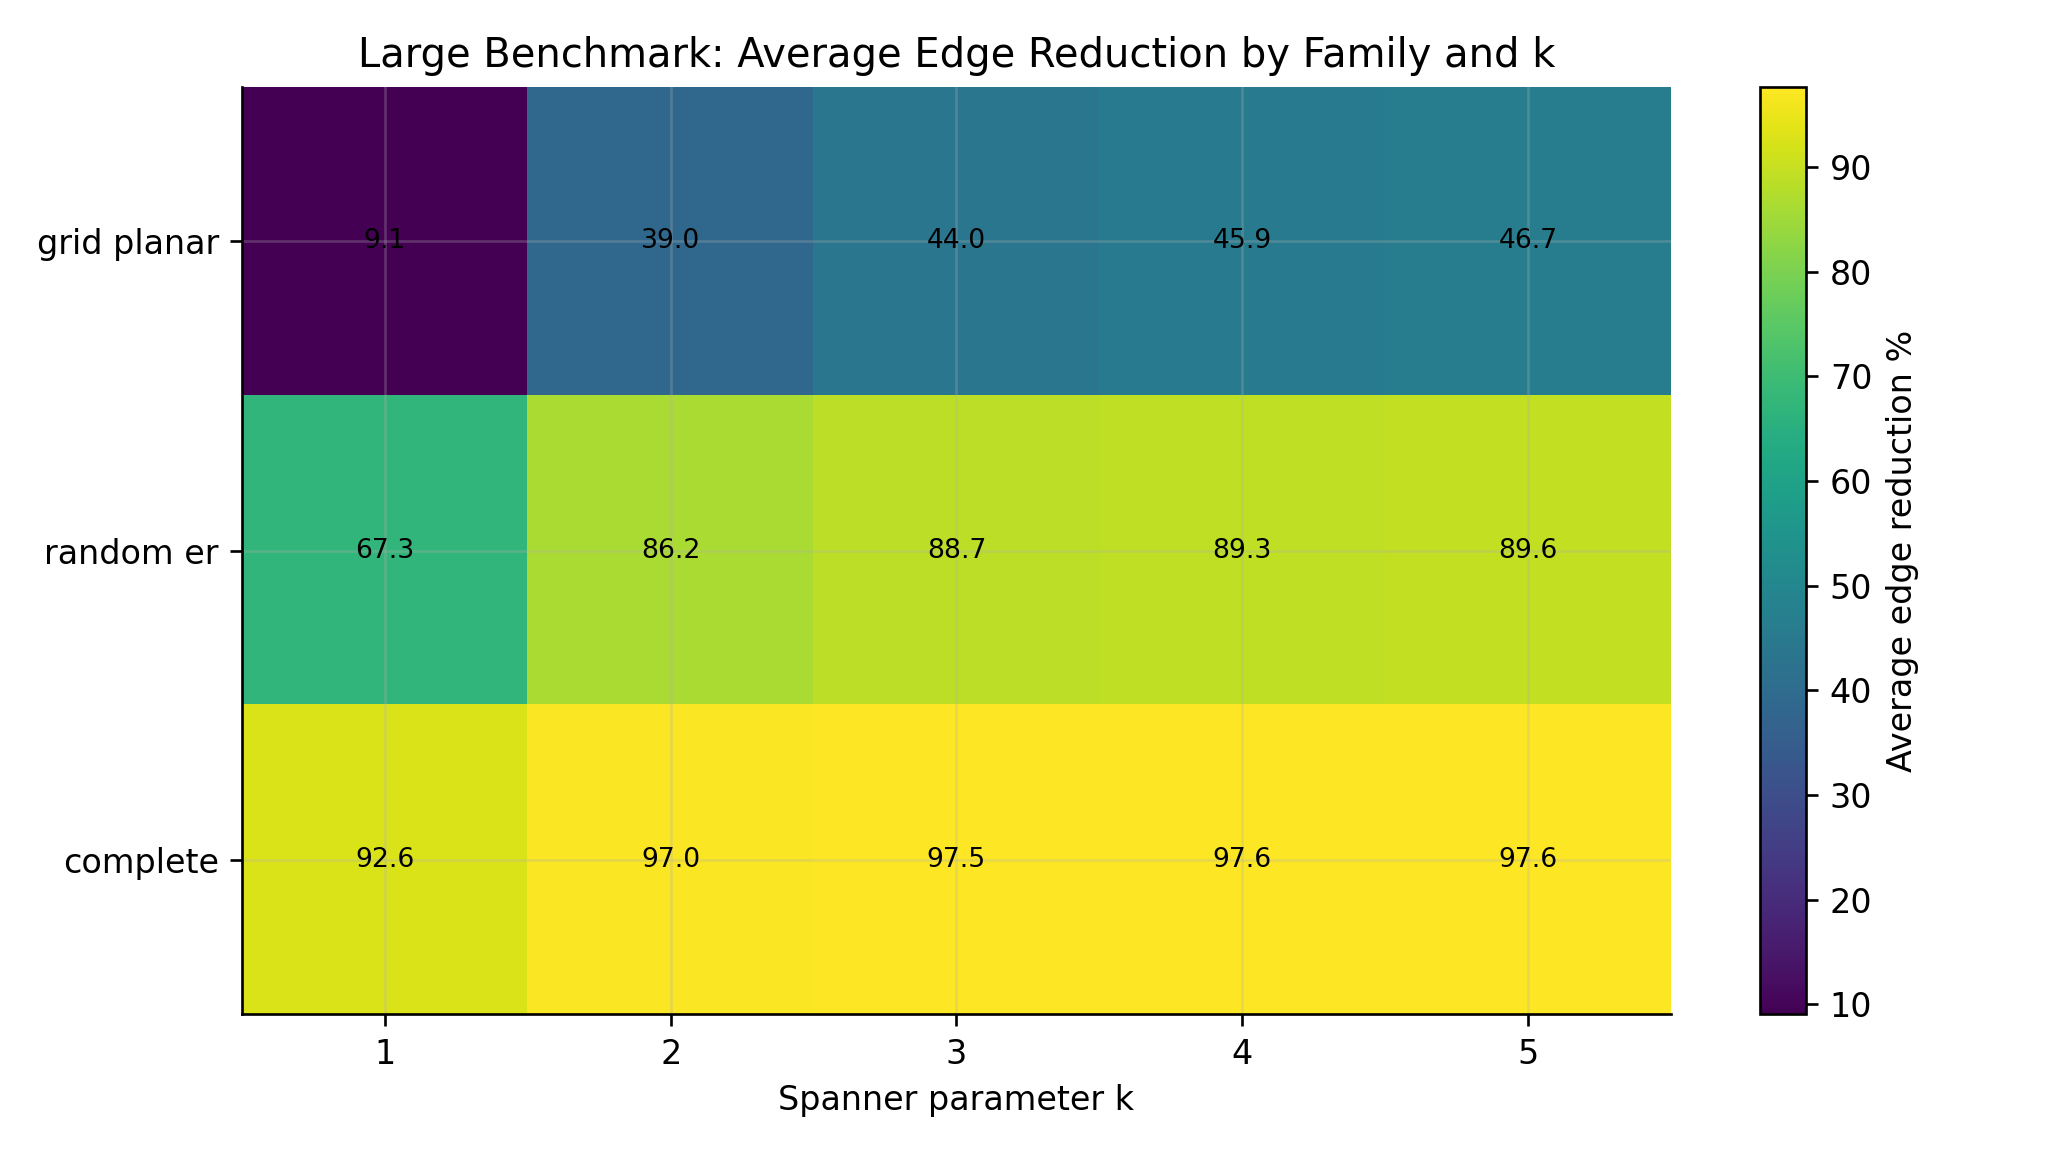 Large Benchmark: Average Edge Reduction by Family and k
grid planar 9.1 39.0 44.0 45.9 46.7
random er 67.3 86.2 88.7 89.3 89.6
complete 92.6 97.0 97.5 97.6 97.6
1 2 3 4 5
Spanner parameter k
90
80
70
60
50
40
30
20
10
Average edge reduction %